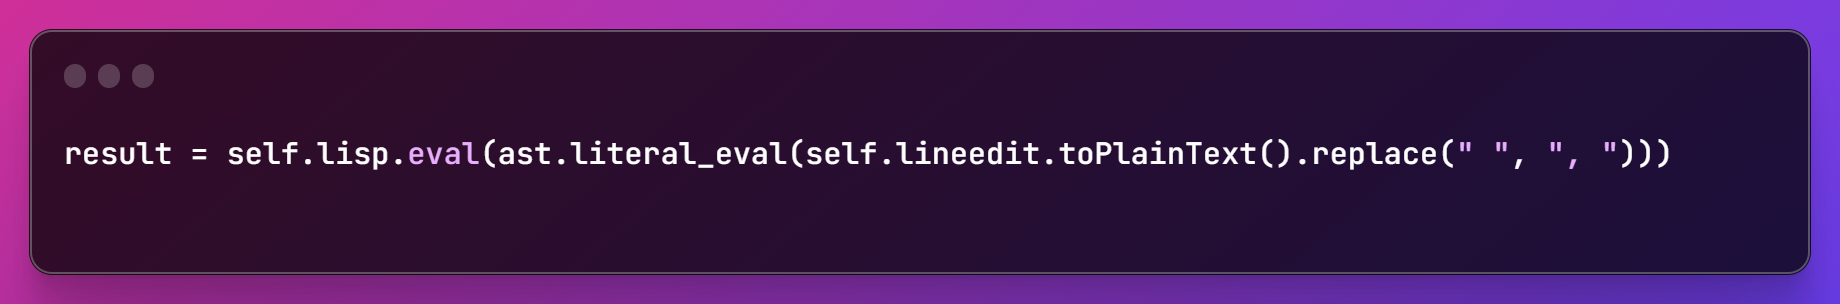 result = self.lisp.eval(ast.literal_eval(self.lineedit.toPlainText().replace(" ", ", ")))